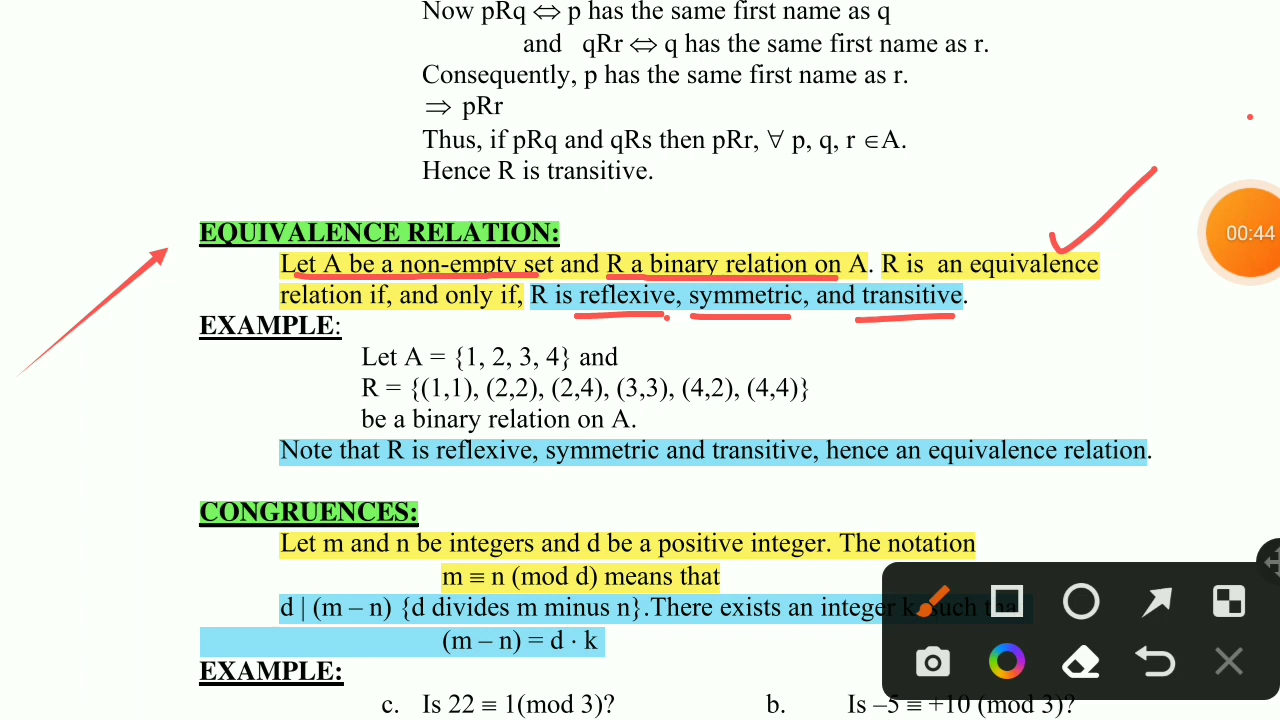 Now pRq ⇔ p has the same first name as q
and qRr ⇔ q has the same first name as r.
Consequently, p has the same first name as r.
⇒ pRr
Thus, if pRq and qRs then pRr, ∀ p, q, r ∈A.
Hence R is transitive.
EQUIVALENCE RELATION:
Let A be a non-empty set and R a binary relation on A. R is an equivalence
relation if, and only if, R is reflexive, symmetric, and transitive.
00:44
EXAMPLE:
Let A = {1, 2, 3, 4} and
R = {(1,1), (2,2), (2,4), (3,3), (4,2), (4,4)}
be a binary relation on A.
Note that R is reflexive, symmetric and transitive, hence an equivalence relation.
CONGRUENCES:
Let m and n be integers and d be a positive integer. The notation
m ≡ n (mod d) means that
d | (m – n) {d divides m minus n}.There exists an integer k such tha
(m – n) = d ∙ k
EXAMPLE:
c. Is 22 ≡ 1(mod 3)? b. Is –5 ≡ +10 (mod 3)?